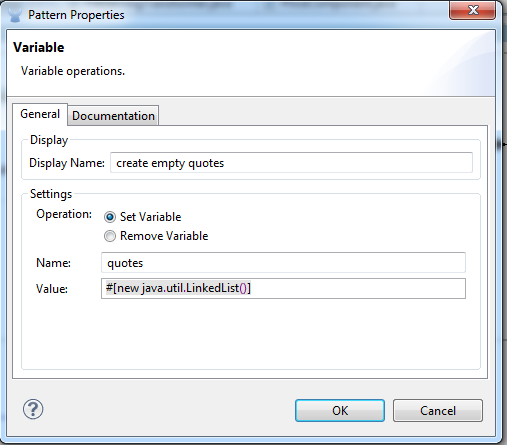 Pattern Properties
Variable
Variable operations.
General Documentation
Display
Display Name: create empty quotes
Settings
Operation: Set Variable
Remove Variable
Name: quotes
Value: #[new java.util.LinkedList()]
OK Cancel